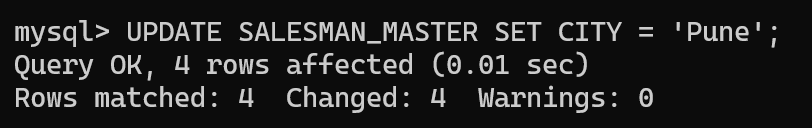 mysql> UPDATE SALESMAN_MASTER SET CITY = 'Pune';
Query OK, 4 rows affected (0.01 sec)
Rows matched: 4  Changed: 4  Warnings: 0